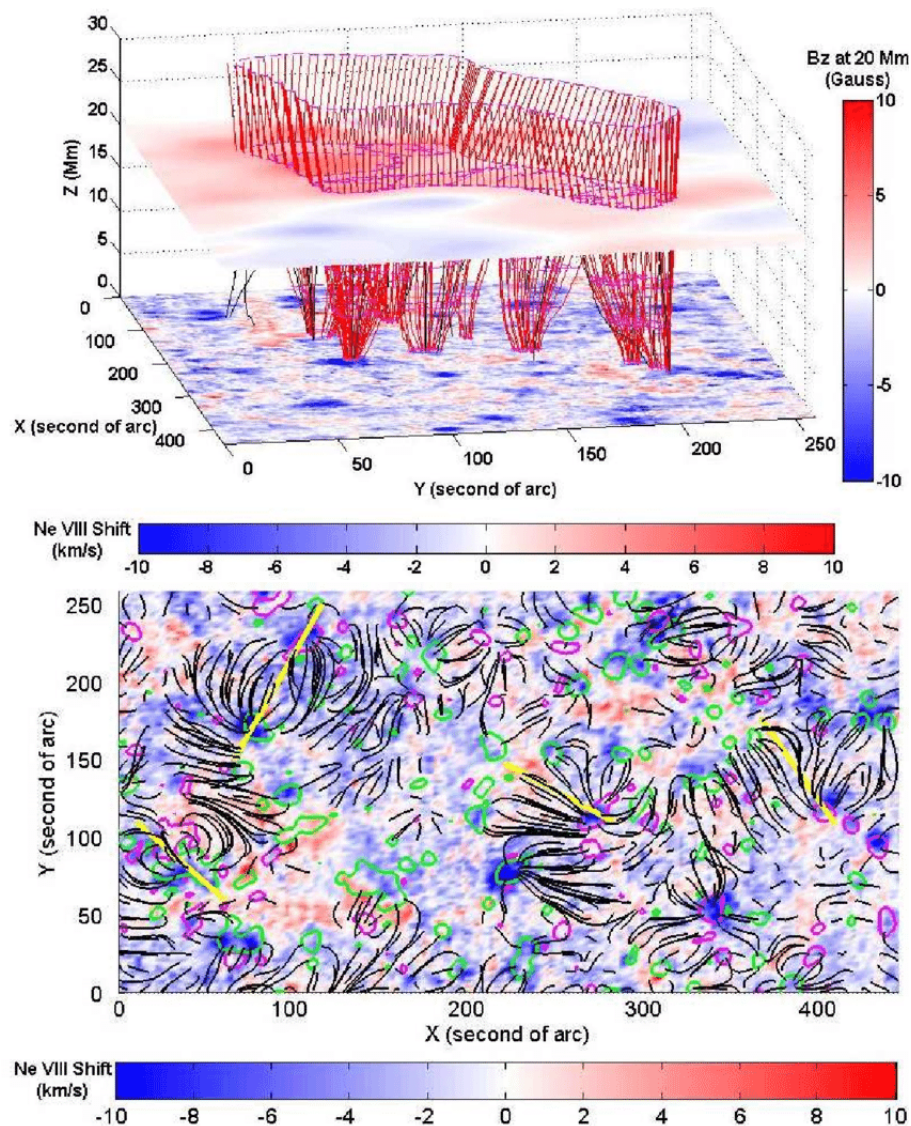 30
25
20
15
10
5
0
Z (Mm)
0
100
200
300
400
X (second of arc)
0
50
100
150
200
250
Y (second of arc)
Bz at 20 Mm
(Gauss)
10
5
0
-5
-10
Ne VIII Shift
(km/s)
-10 -8 -6 -4 -2 0 2 4 6 8 10
250
200
150
100
50
0
Y (second of arc)
0 100 200 300 400
X (second of arc)
Ne VIII Shift
(km/s)
-10 -8 -6 -4 -2 0 2 4 6 8 10